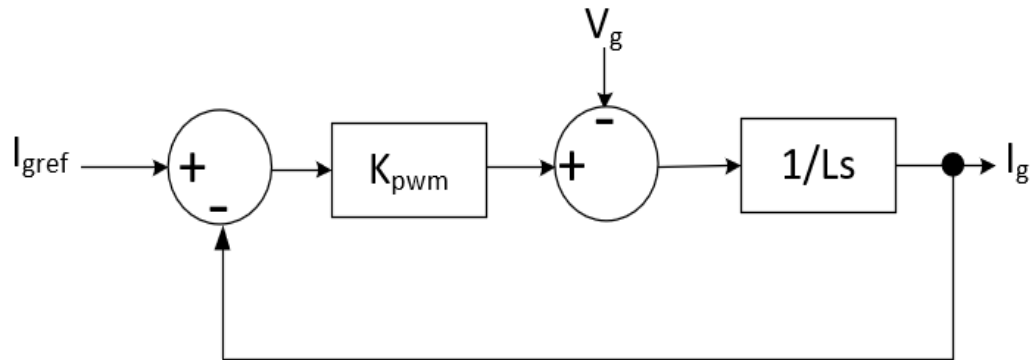 V_g
I_gref
+
-
K_pwm
+
-
1/Ls
I_g